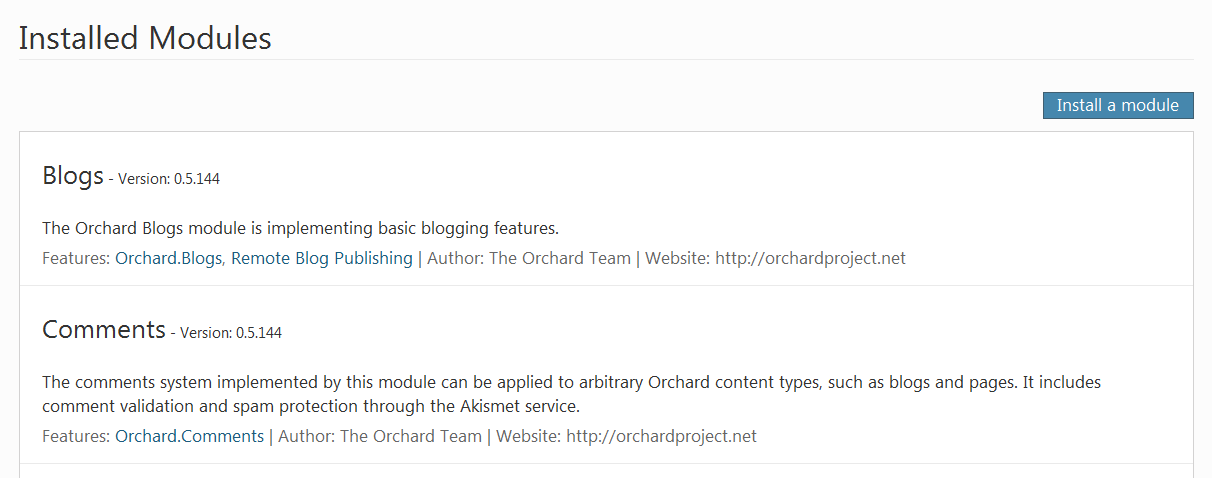 Installed Modules
Install a module
Blogs - Version: 0.5.144
The Orchard Blogs module is implementing basic blogging features.
Features: Orchard.Blogs, Remote Blog Publishing | Author: The Orchard Team | Website: http://orchardproject.net
Comments - Version: 0.5.144
The comments system implemented by this module can be applied to arbitrary Orchard content types, such as blogs and pages. It includes
comment validation and spam protection through the Akismet service.
Features: Orchard.Comments | Author: The Orchard Team | Website: http://orchardproject.net